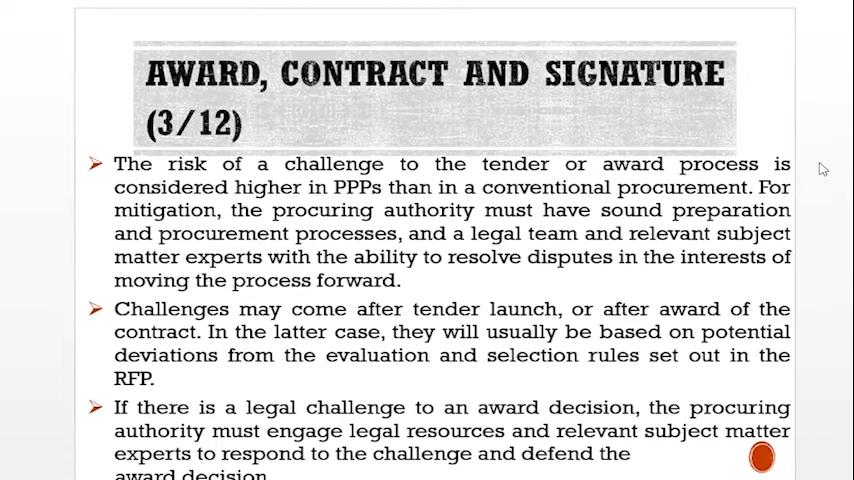 AWARD, CONTRACT AND SIGNATURE
(3/12)
The risk of a challenge to the tender or award process is
considered higher in PPPs than in a conventional procurement. For
mitigation, the procuring authority must have sound preparation
and procurement processes, and a legal team and relevant subject
matter experts with the ability to resolve disputes in the interests of
moving the process forward.
Challenges may come after tender launch, or after award of the
contract. In the latter case, they will usually be based on potential
deviations from the evaluation and selection rules set out in the
RFP.
If there is a legal challenge to an award decision, the procuring
authority must engage legal resources and relevant subject matter
experts to respond to the challenge and defend the
award decision.